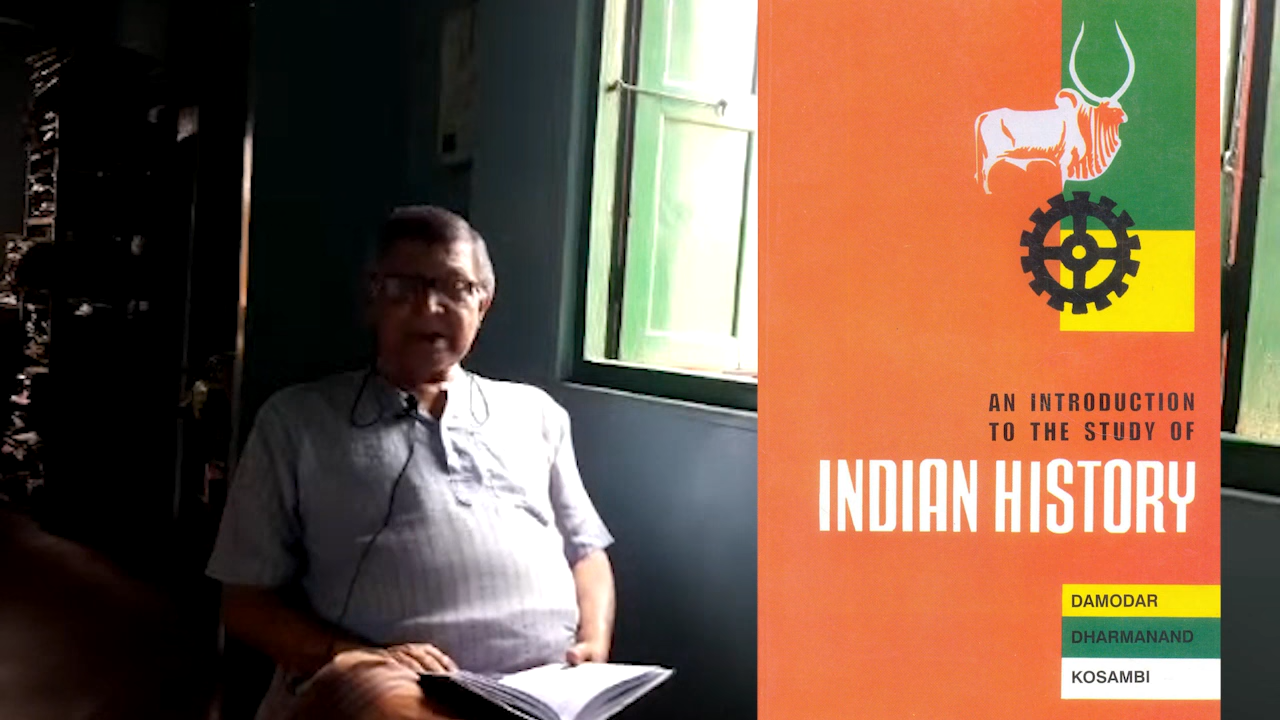 AN INTRODUCTION
TO THE STUDY OF
INDIAN HISTORY
DAMODAR
DHARMANAND
KOSAMBI